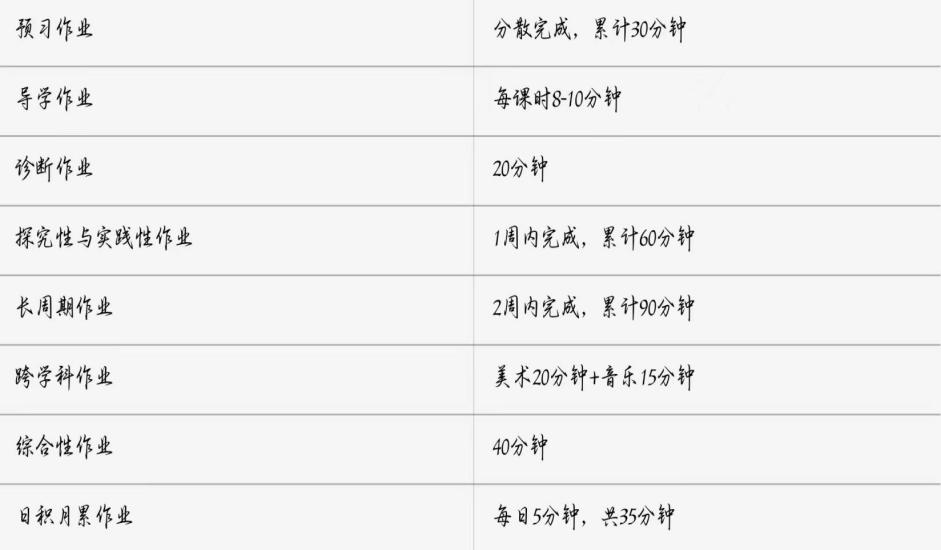 预习作业 分散完成，累计30分钟
导学作业 每课时8-10分钟
诊断作业 20分钟
探究性与实践性作业 1周内完成，累计60分钟
长周期作业 2周内完成，累计90分钟
跨学科作业 美术20分钟+音乐15分钟
综合性作业 40分钟
日积月累作业 每日5分钟，共35分钟